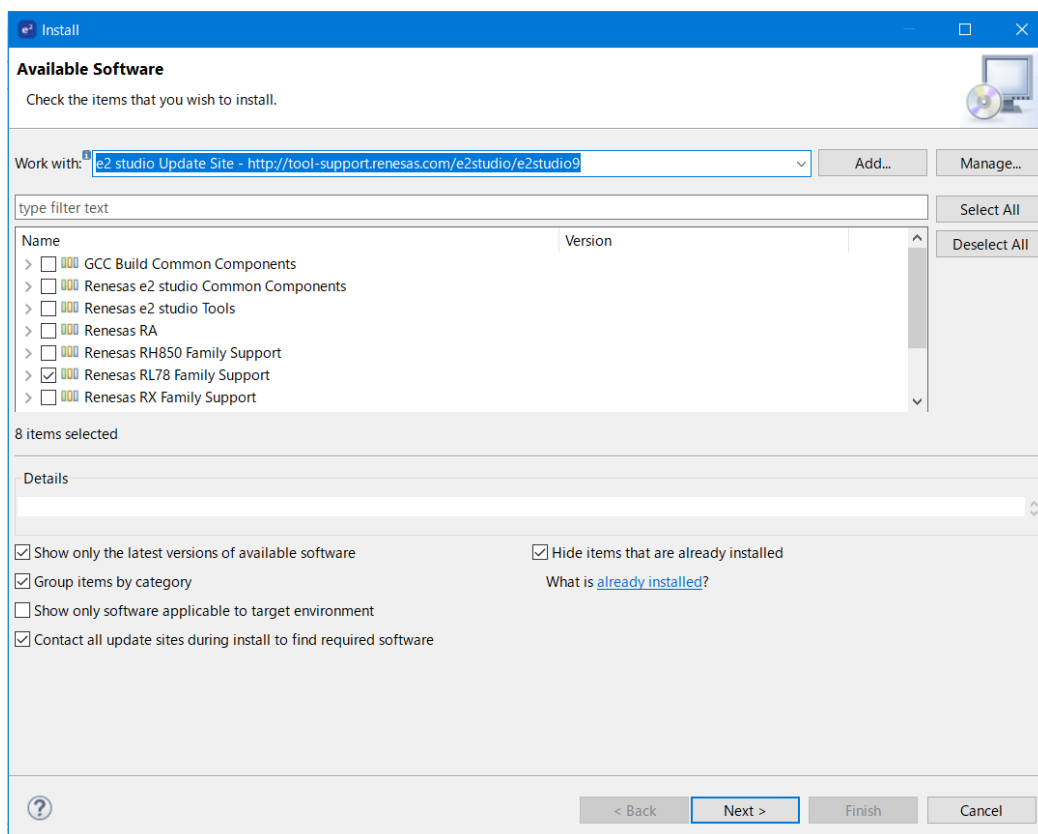 e² Install
Available Software
Check the items that you wish to install.
Work with: e2 studio Update Site - http://tool-support.renesas.com/e2studio/e2studio9 Add... Manage...
type filter text Select All
Name Version Deselect All
GCC Build Common Components
Renesas e2 studio Common Components
Renesas e2 studio Tools
Renesas RA
Renesas RH850 Family Support
Renesas RL78 Family Support
Renesas RX Family Support
8 items selected
Details
Show only the latest versions of available software Hide items that are already installed
Group items by category What is already installed?
Show only software applicable to target environment
Contact all update sites during install to find required software
? < Back Next > Finish Cancel